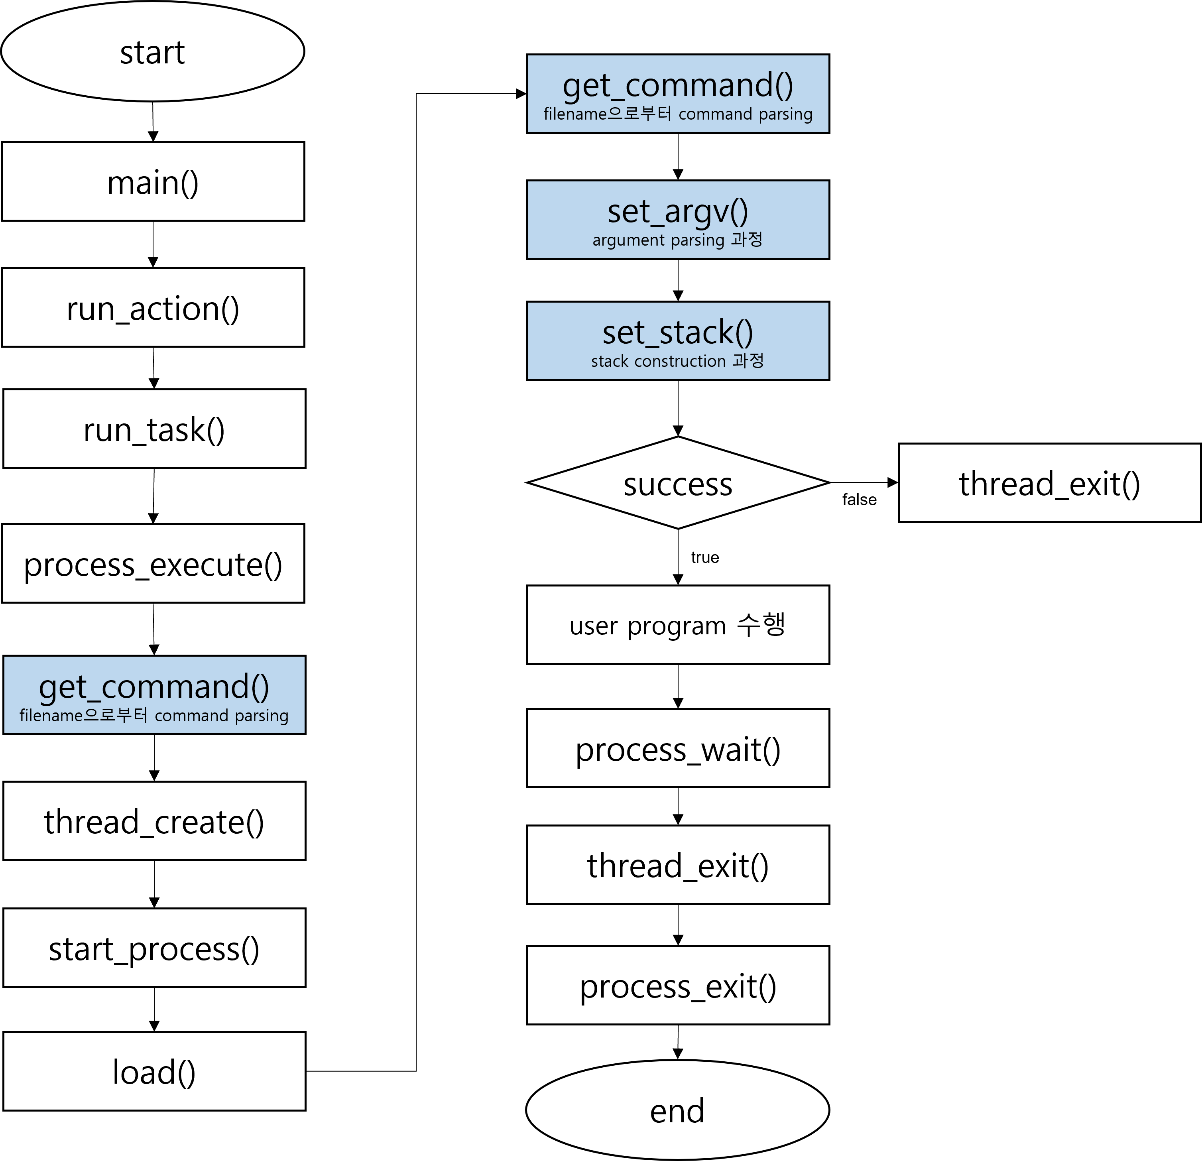 start
main()
run_action()
run_task()
process_execute()
get_command()
filename으로부터 command parsing
thread_create()
start_process()
load()
get_command()
filename으로부터 command parsing
set_argv()
argument parsing 과정
set_stack()
stack construction 과정
success
false
thread_exit()
true
user program 수행
process_wait()
thread_exit()
process_exit()
end